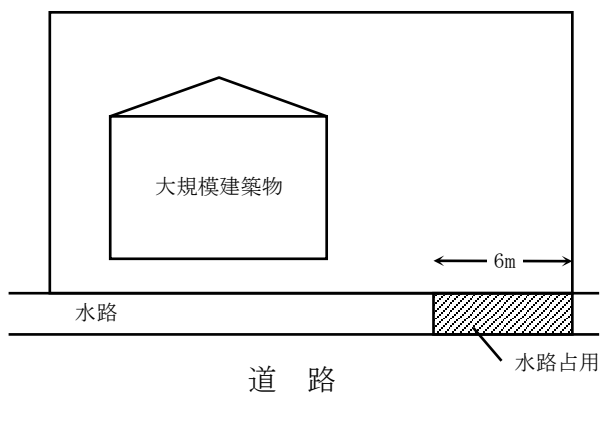 大規模建築物
6m
水路
水路占用
道　路